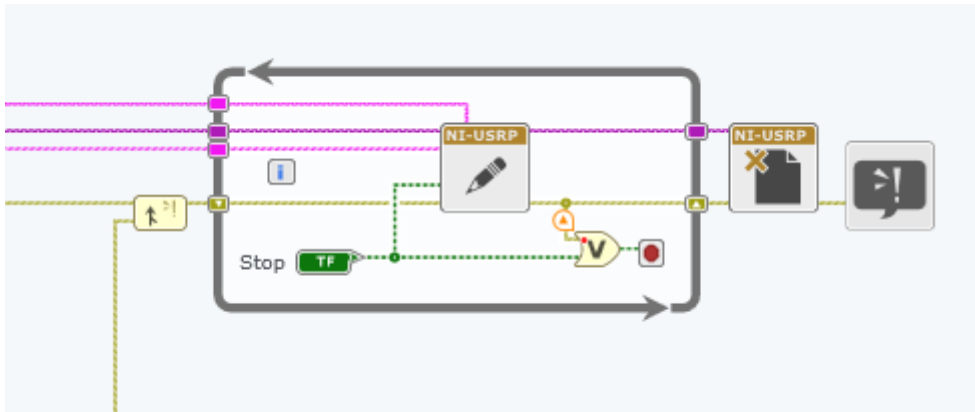 NI-USRP
NI-USRP
i
Stop TF
V